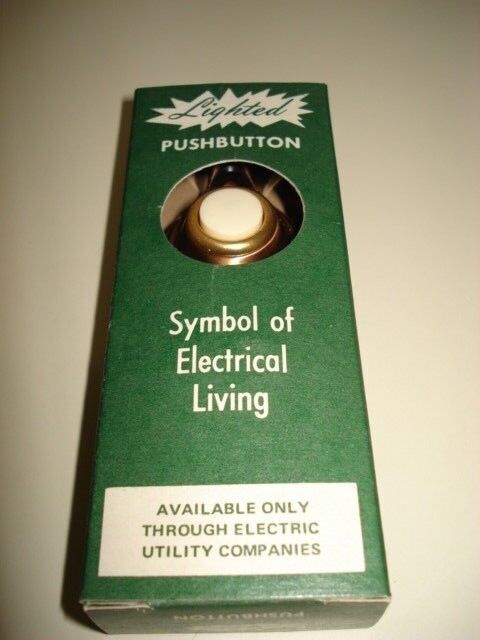 Lighted
PUSHBUTTON
Symbol of
Electrical
Living
AVAILABLE ONLY
THROUGH ELECTRIC
UTILITY COMPANIES
PUSHBUTTON